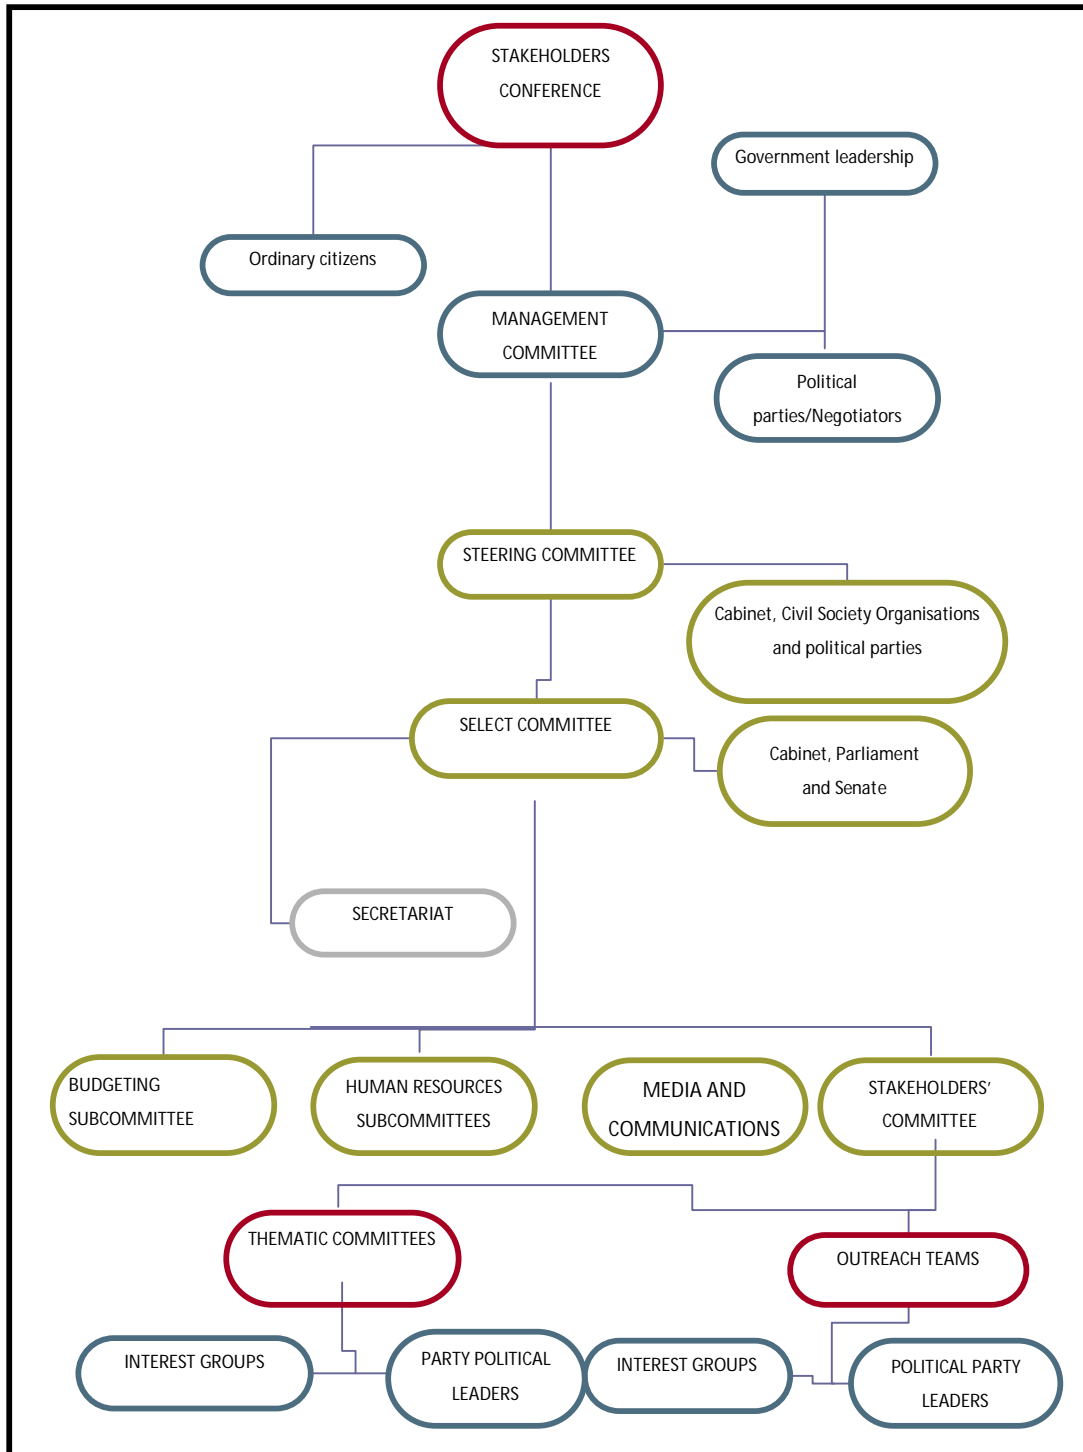 STAKEHOLDERS
CONFERENCE
Government leadership
Ordinary citizens
MANAGEMENT
COMMITTEE
Political
parties/Negotiators
STEERING COMMITTEE
Cabinet, Civil Society Organisations
and political parties
SELECT COMMITTEE
Cabinet, Parliament
and Senate
SECRETARIAT
BUDGETING
SUBCOMMITTEE
HUMAN RESOURCES
SUBCOMMITTEES
MEDIA AND
COMMUNICATIONS
STAKEHOLDERS’
COMMITTEE
THEMATIC COMMITTEES
OUTREACH TEAMS
INTEREST GROUPS
PARTY POLITICAL
LEADERS
INTEREST GROUPS
POLITICAL PARTY
LEADERS